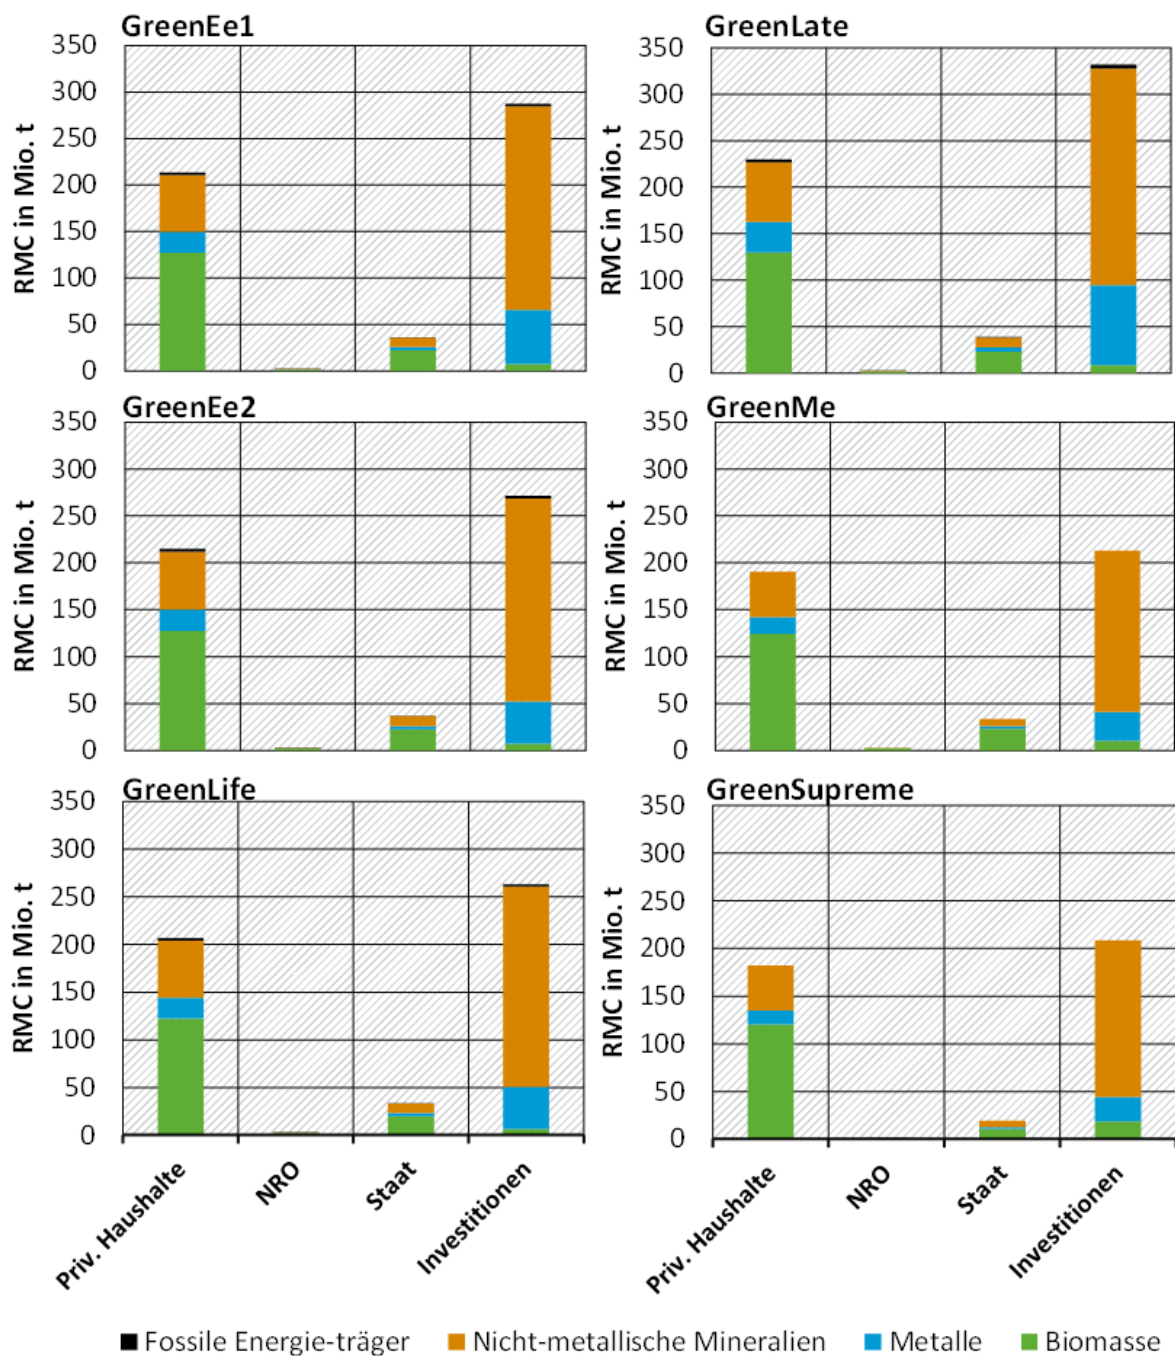 GreenEe1
RMC in Mio. t
350
300
250
200
150
100
50
0
GreenLate
RMC in Mio. t
350
300
250
200
150
100
50
0
GreenEe2
RMC in Mio. t
350
300
250
200
150
100
50
0
GreenMe
RMC in Mio. t
350
300
250
200
150
100
50
0
GreenLife
RMC in Mio. t
350
300
250
200
150
100
50
0
Priv. Haushalte
NRO
Staat
Investitionen
GreenSupreme
RMC in Mio. t
350
300
250
200
150
100
50
0
Priv. Haushalte
NRO
Staat
Investitionen
Fossile Energie-träger Nicht-metallische Mineralien Metalle Biomasse